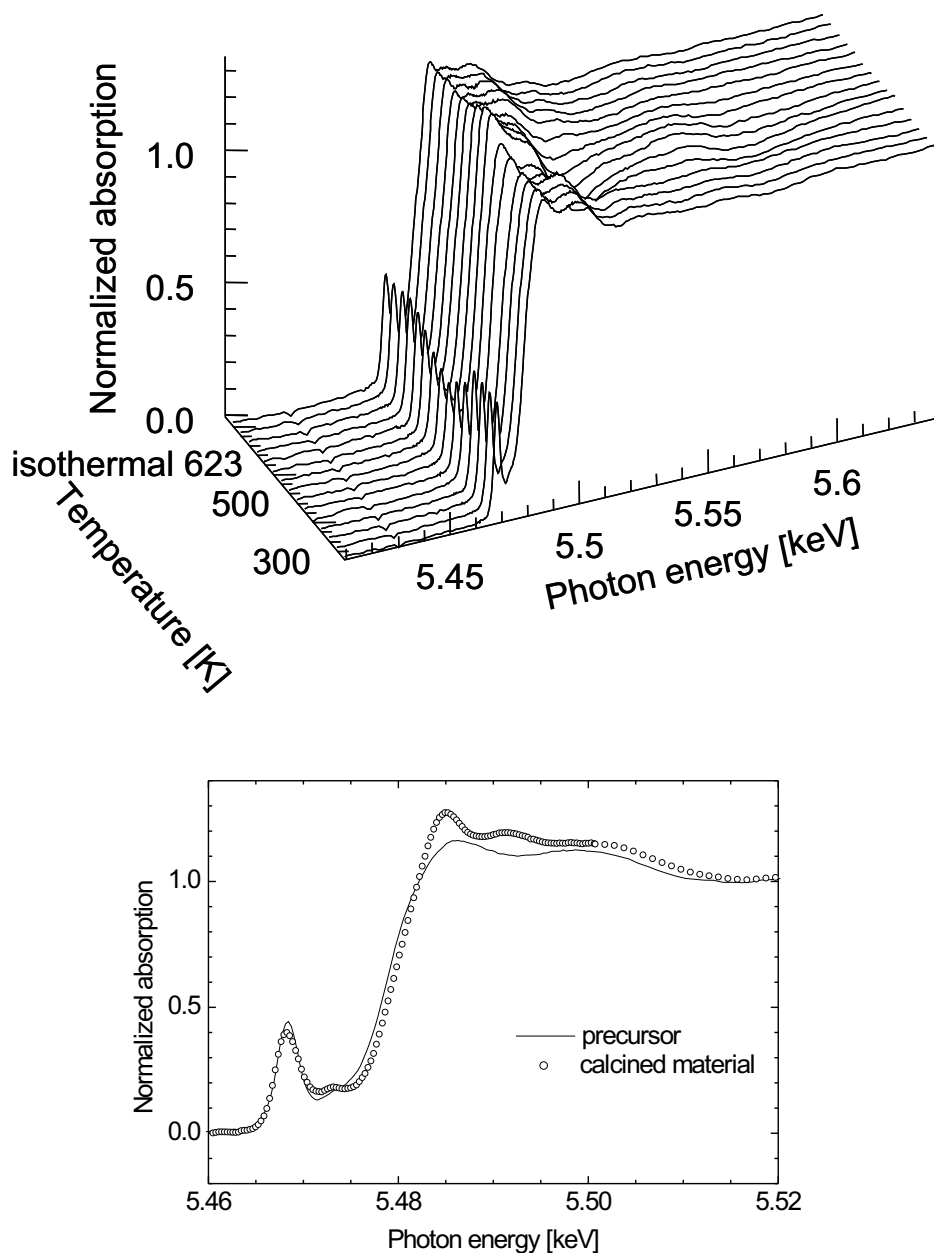 Normalized absorption
1.0
0.5
0.0
isothermal 623
500
300
Temperature [K]
5.45
5.5
5.55
5.6
Photon energy [keV]
Normalized absorption
1.0
0.5
0.0
precursor
calcined material
5.46
5.48
5.50
5.52
Photon energy [keV]